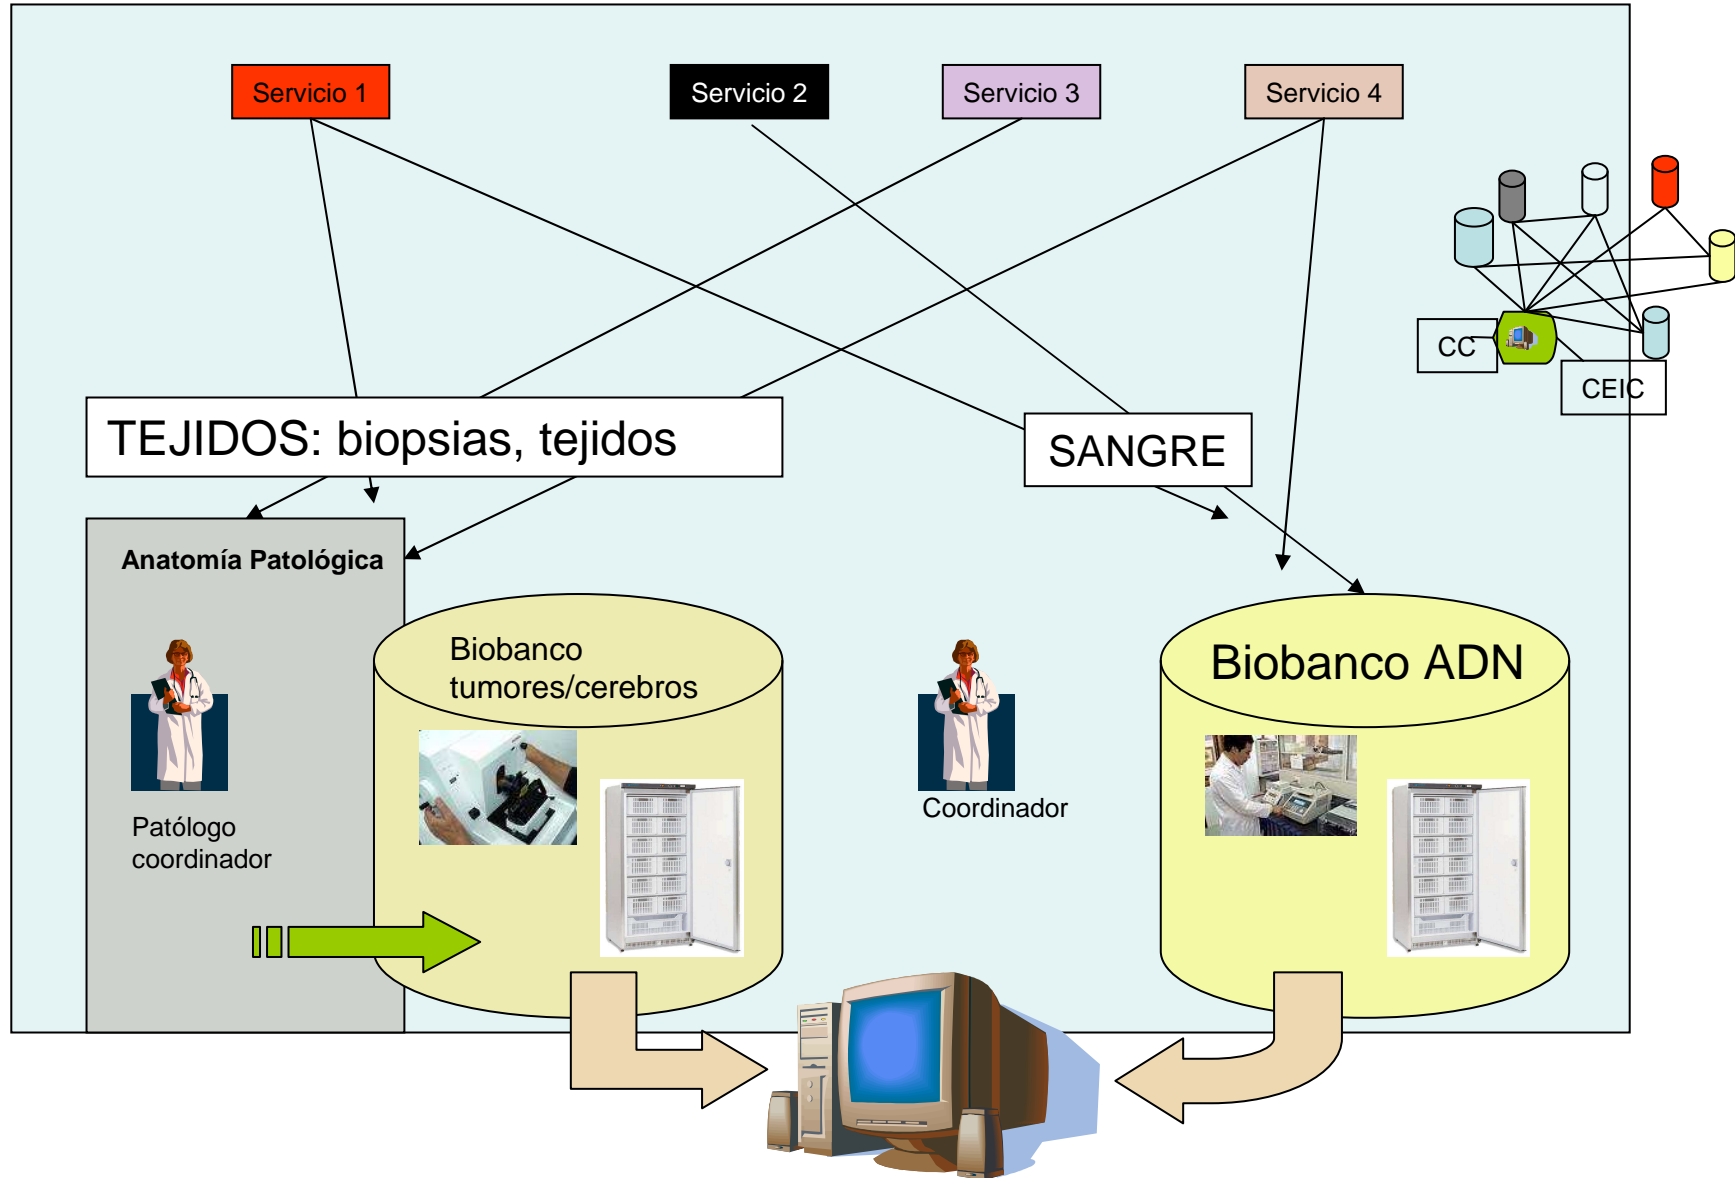 Servicio 1
Servicio 2
Servicio 3
Servicio 4
CC
CEIC
TEJIDOS: biopsias, tejidos
SANGRE
Anatomía Patológica
Biobanco
tumores/cerebros
Biobanco ADN
Patólogo
coordinador
Coordinador